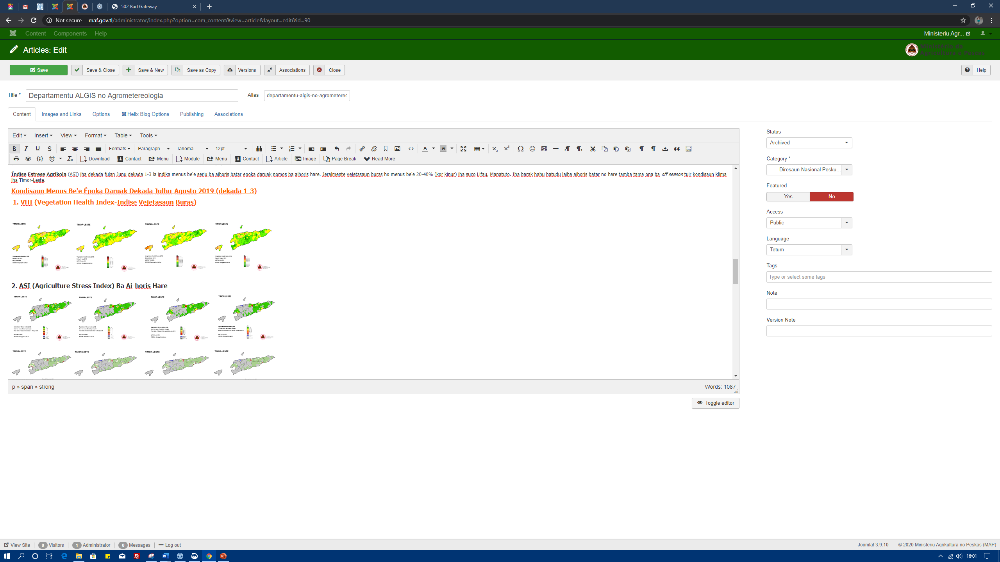 502 Bad Gateway
Not secure maf.gov.tl/administrator/index.php?option=com_content&view=article&layout=edit&id=90
Content Components Help Ministeriu Agr...
Articles: Edit
Ministério da
Agricultura e Pescas
Save Save & Close Save & New Save as Copy Versions Associations Close Help
Title * Departamentu ALGIS no Agrometereologia Alias departamentu-algis-no-agrometereo
Content Images and Links Options Helix Blog Options Publishing Associations
Edit Insert View Format Table Tools
B I U S Formats Paragraph Tahoma 12pt
Download Contact Menu Module Menu Contact Article Image Page Break Read More
Índise Estrese Agríkola (ASI) iha dekada fulan Junu dekada 1-3 la indika menus be'e seriu ba aihoris batar epoka daruak nomos ba aihoris hare. Jeralmente vejetasaun buras ho menus be'e 20-40% (kor kinur) iha suco Lifau, Manatuto. Iha barak hahu hatudu laiha aihoris batar no hare tamba tama ona ba off season tuir kondisaun klima
iha Timor-Leste.
Kondisaun Menus Be'e Époka Daruak Dekada Julhu-Agusto 2019 (dekada 1-3)
1. VHI (Vegetation Health Index-Indise Vejetasaun Buras)
TIMOR-LESTE TIMOR-LESTE TIMOR-LESTE TIMOR-LESTE
2. ASI (Agriculture Stress Index) Ba Ai-horis Hare
TIMOR-LESTE TIMOR-LESTE TIMOR-LESTE TIMOR-LESTE
TIMOR-LESTE TIMOR-LESTE TIMOR-LESTE TIMOR-LESTE
p » span » strong Words: 1087
Toggle editor
Status
Archived
Category *
- - - Diresaun Nasional Pesku...
Featured
Yes No
Access
Public
Language
Tetum
Tags
Type or select some tags
Note
Version Note
View Site 0 Visitors 1 Administrator 0 Messages Log out
Joomla! 3.9.10 — © 2020 Ministeriu Agrikultura no Peskas (MAP)
16:01